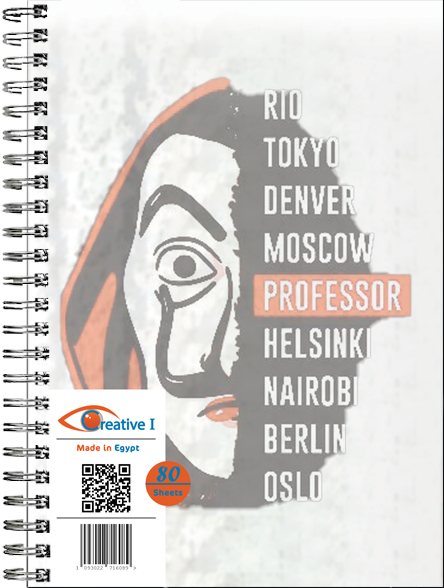 RIO
TOKYO
DENVER
MOSCOW
PROFESSOR
HELSINKI
NAIROBI
BERLIN
OSLO
Creative I
Made in Egypt
80
Sheets